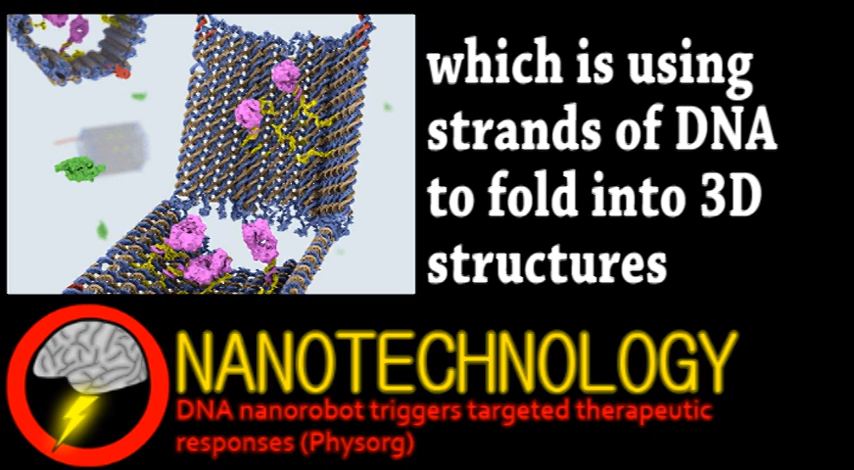 which is using
strands of DNA
to fold into 3D
structures
NANOTECHNOLOGY
DNA nanorobot triggers targeted therapeutic
responses (Physorg)